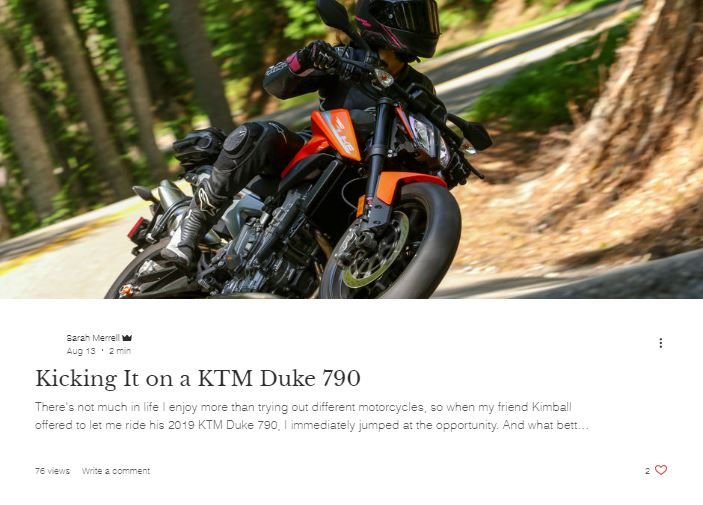 DUKE
Sarah Merrell
Aug 13 · 2 min
Kicking It on a KTM Duke 790
There's not much in life I enjoy more than trying out different motorcycles, so when my friend Kimball
offered to let me ride his 2019 KTM Duke 790, I immediately jumped at the opportunity. And what bett...
76 views Write a comment
2